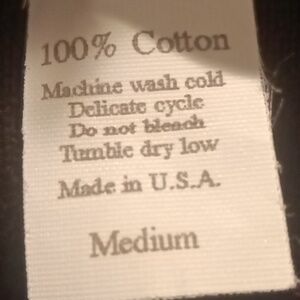 100% Cotton
Machine wash cold
Delicate cycle
Do not bleach
Tumble dry low
Made in U.S.A.
Medium